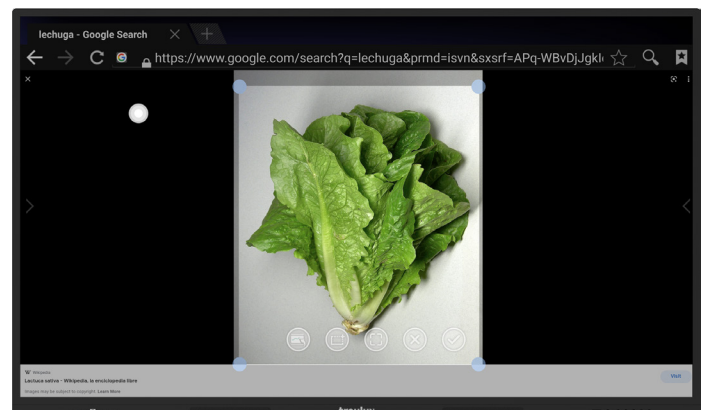 lechuga - Google Search
https://www.google.com/search?q=lechuga&prmd=isvn&sxsrf=APq-WBvDjJgkl
W Wikipedia
Lactuca sativa - Wikipedia, la enciclopedia libre
Visit
Images may be subject to copyright. Learn More